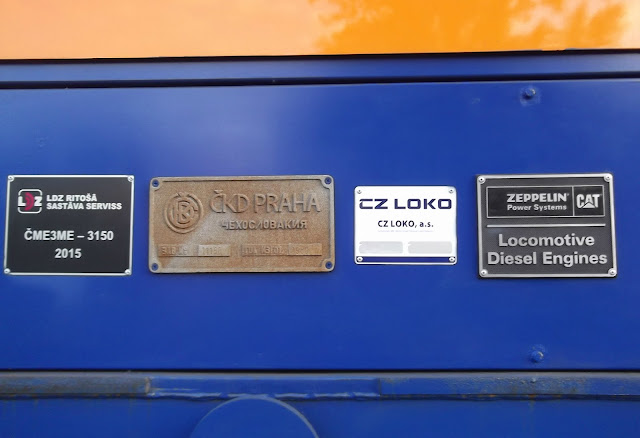 LDZ RITOŠĀ
SASTĀVA SERVISS
ČME3ME – 3150
2015
ČKD PRAHA
ЧЕХОСЛОВАКИЯ
CZ LOKO
CZ LOKO, a.s.
ZEPPELIN
Power Systems
CAT
Locomotive
Diesel Engines